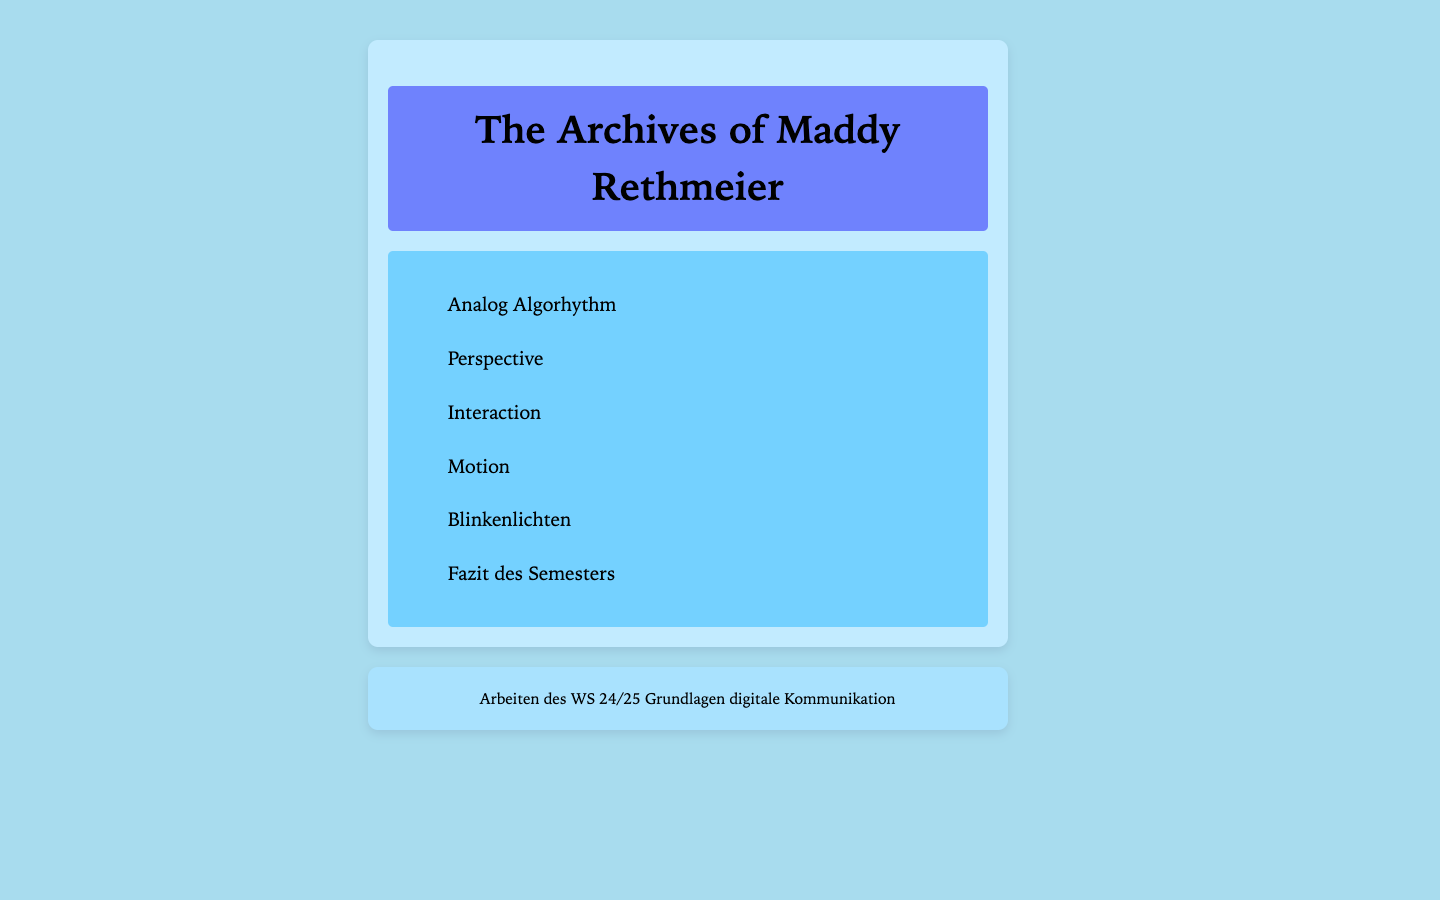 The Archives of Maddy
Rethmeier
Analog Algorhythm
Perspective
Interaction
Motion
Blinkenlichten
Fazit des Semesters
Arbeiten des WS 24/25 Grundlagen digitale Kommunikation